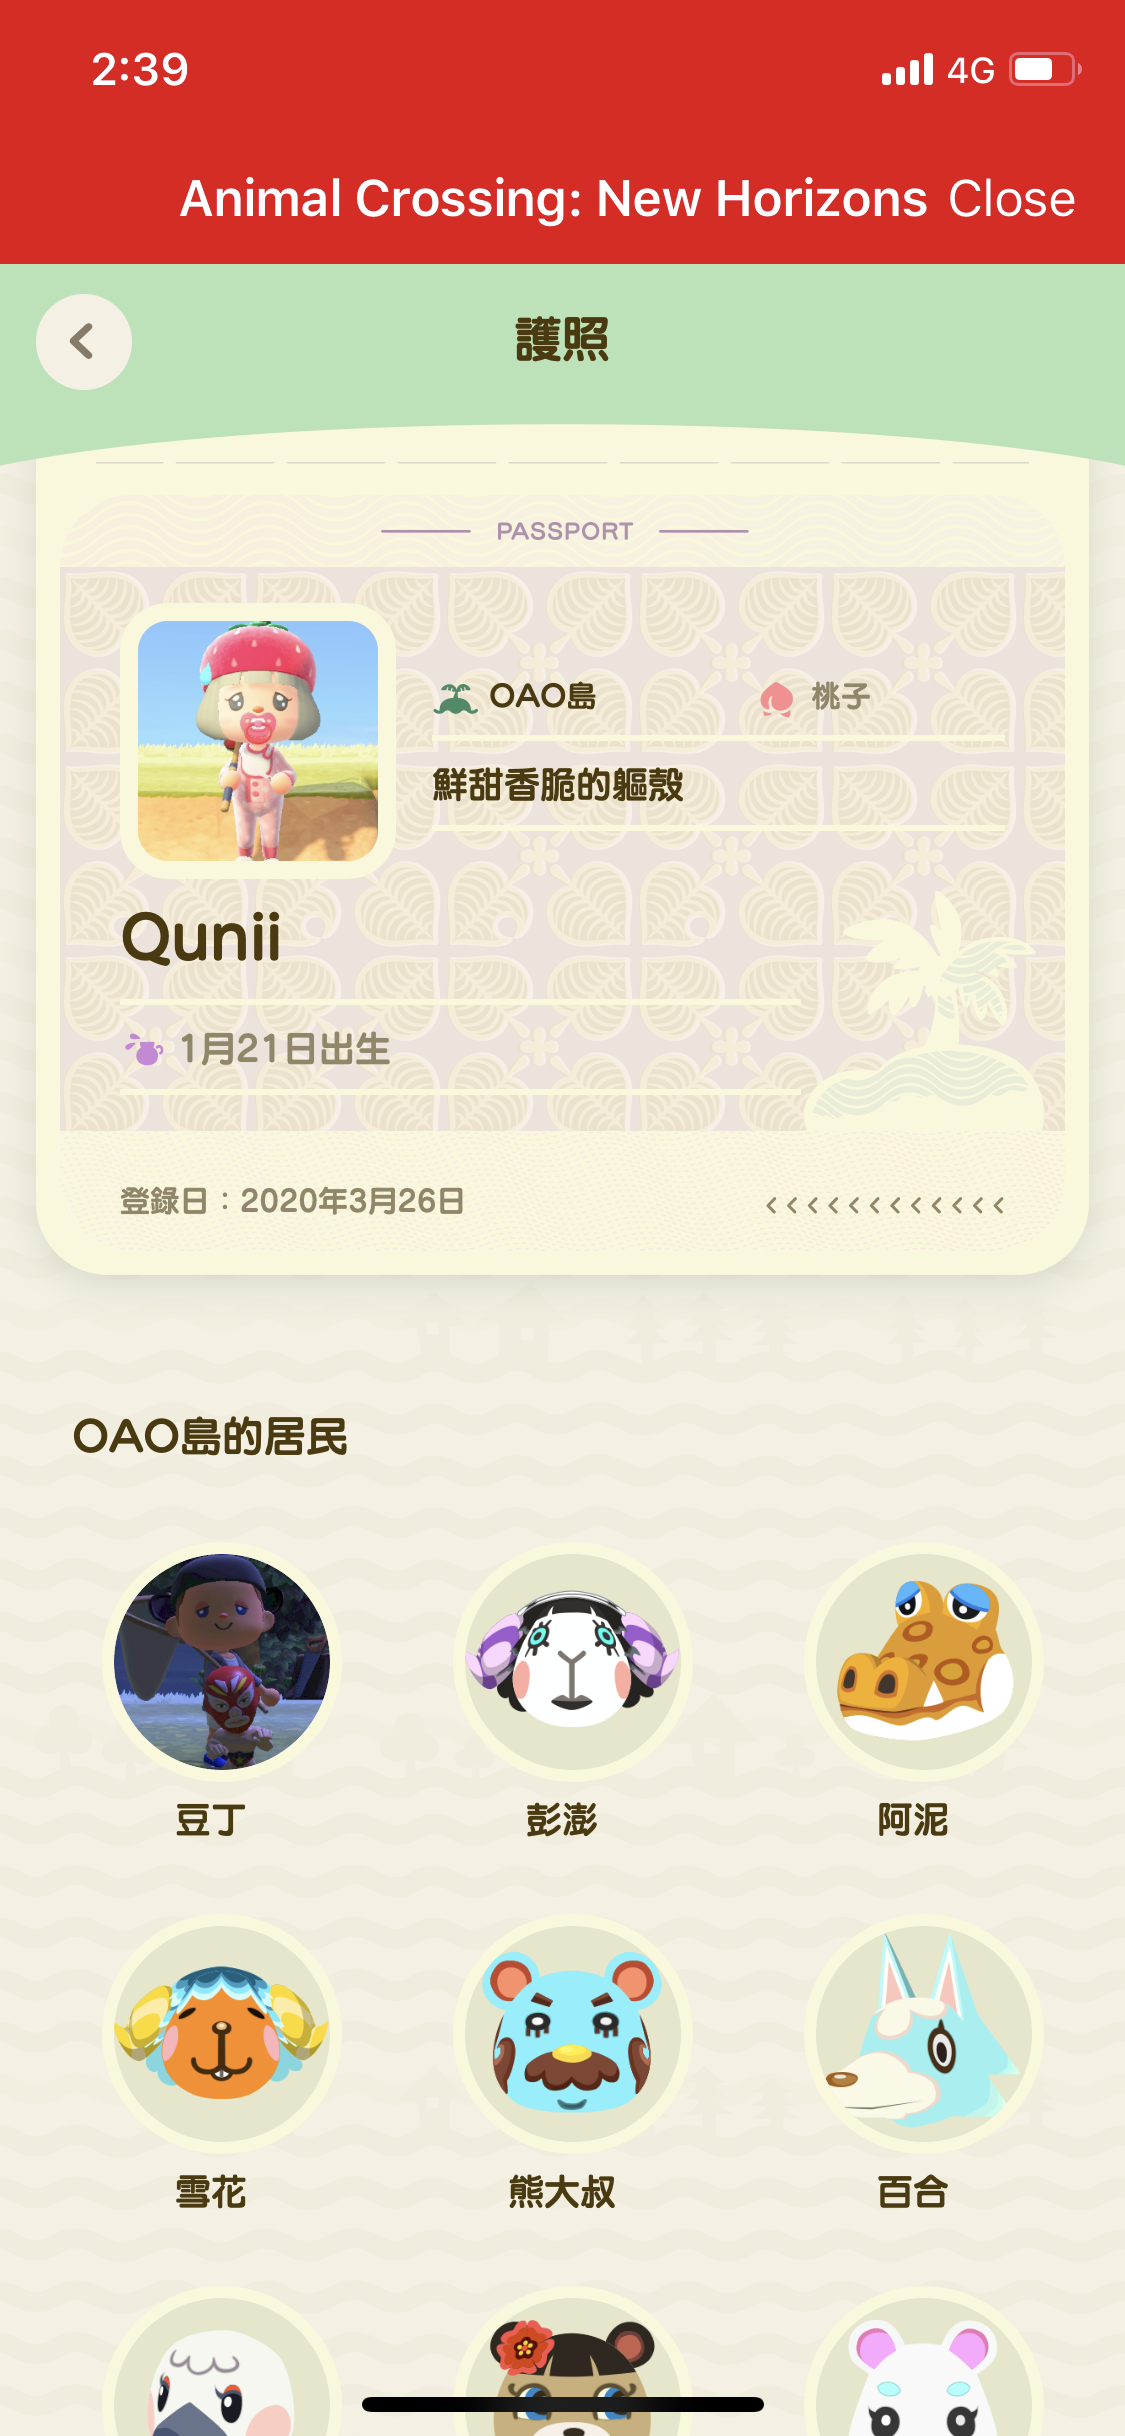 2:39
4G
Animal Crossing: New Horizons Close
護照
PASSPORT
OAO島
桃子
鮮甜香脆的軀殼
Qunii
1月21日出生
登錄日：2020年3月26日
OAO島的居民
豆丁
彭澎
阿泥
雪花
熊大叔
百合